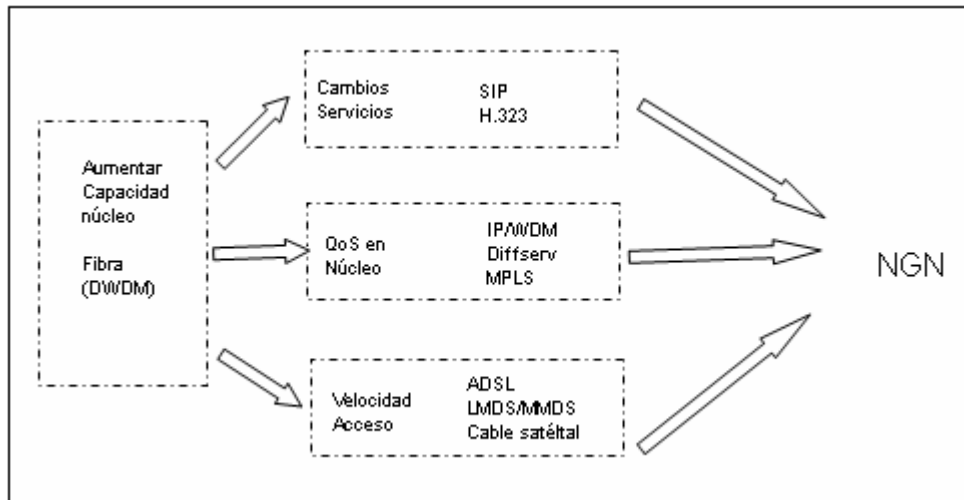 Aumentar
Capacidad
núcleo
Fibra
(DWDM)
Cambios
Servicios
SIP
H.323
QoS en
Núcleo
IP/WDM
Diffserv
MPLS
Velocidad
Acceso
ADSL
LMDS/MMDS
Cable satéltal
NGN